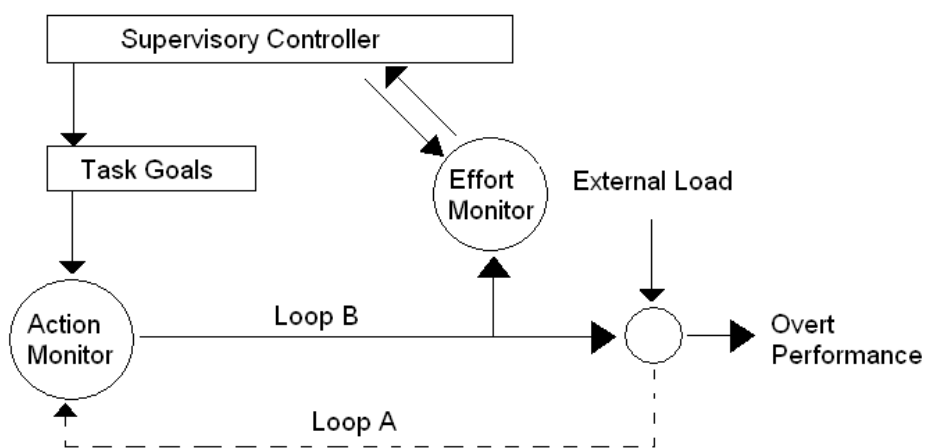 Supervisory Controller
Task Goals
Effort
Monitor
External Load
Action
Monitor
Loop B
Overt
Performance
Loop A